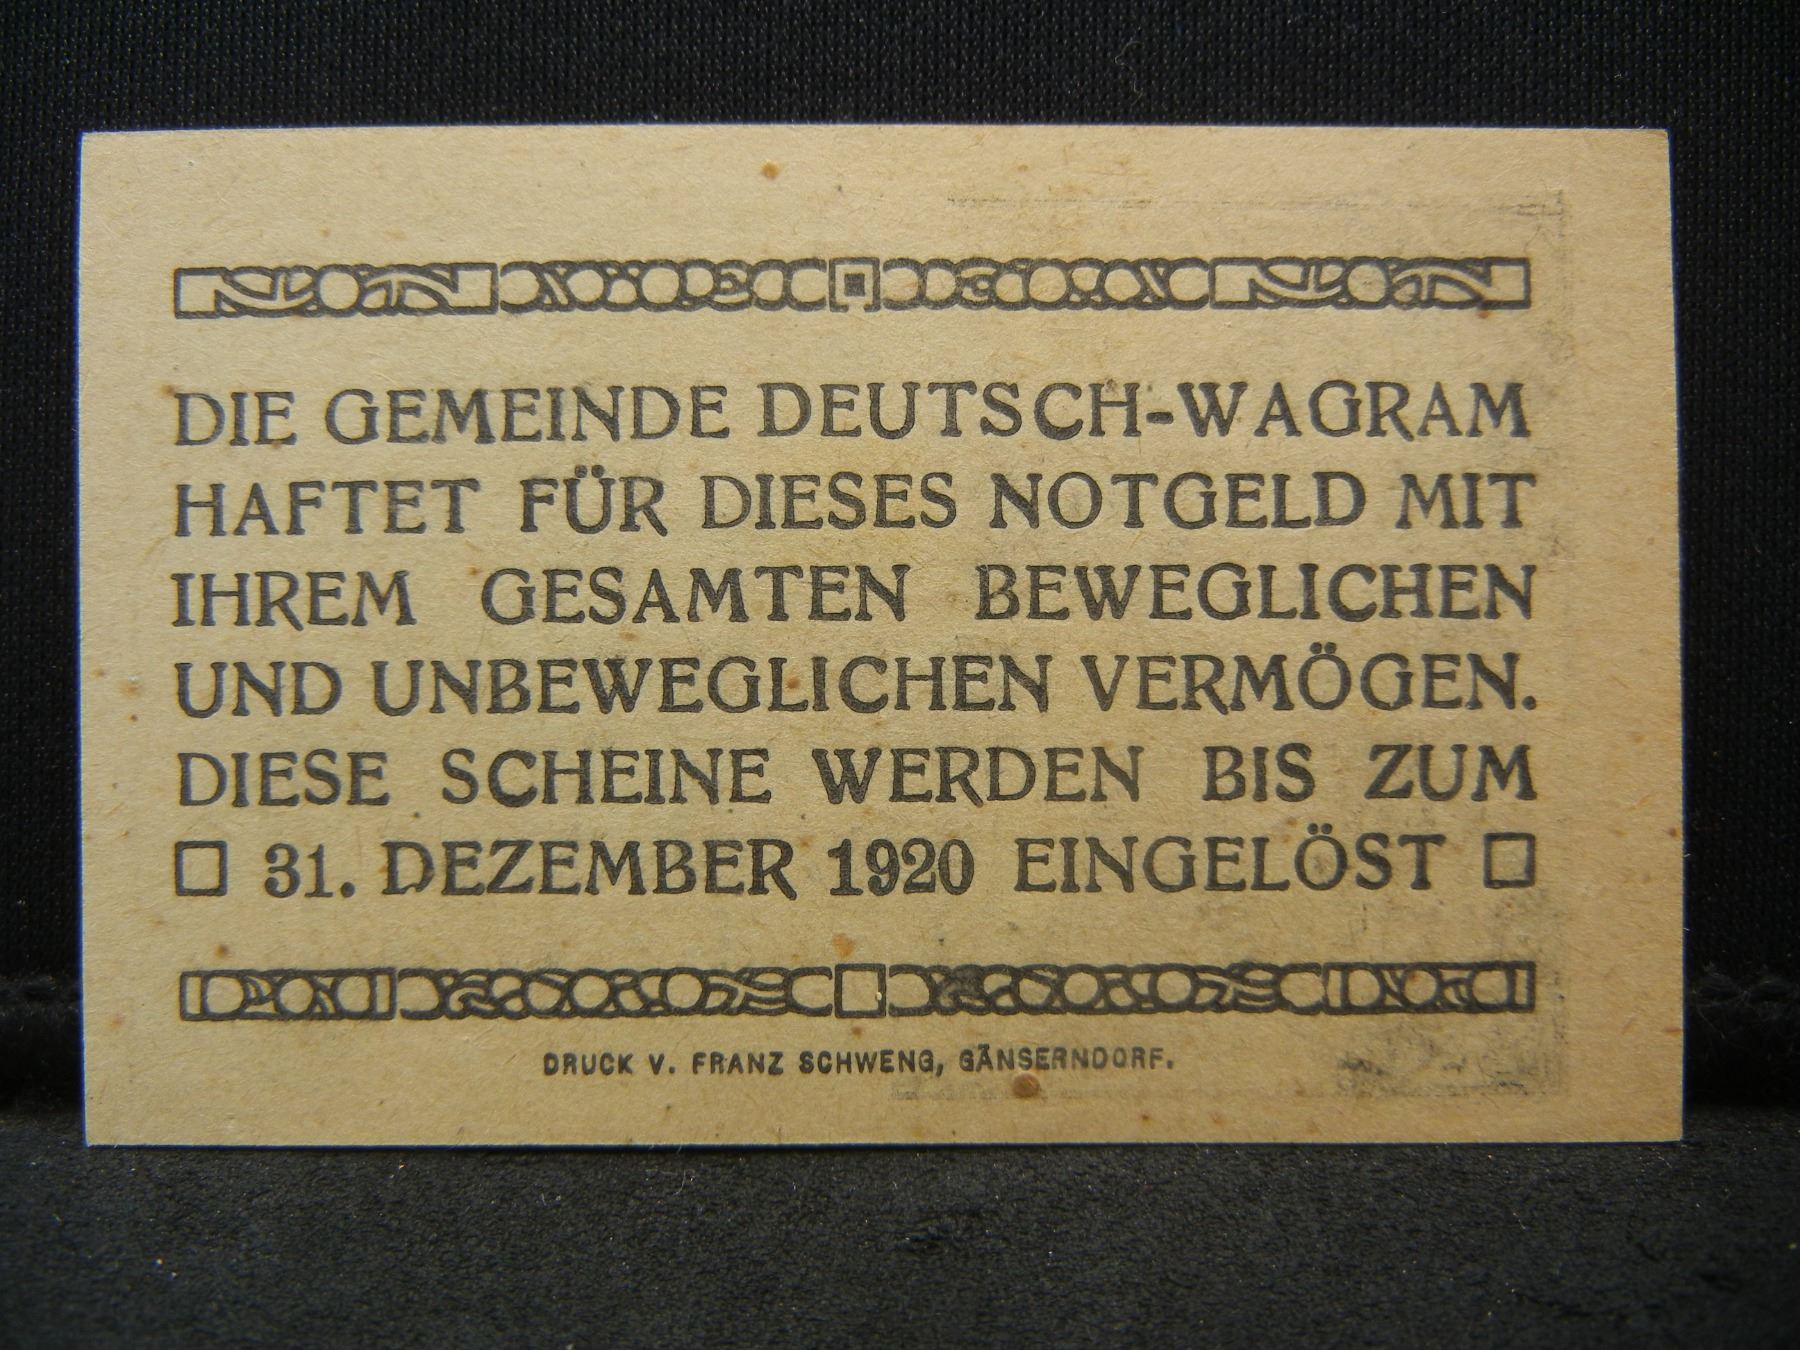 DIE GEMEINDE DEUTSCH-WAGRAM
HAFTET FÜR DIESES NOTGELD MIT
IHREM GESAMTEN BEWEGLICHEN
UND UNBEWEGLICHEN VERMÖGEN.
DIESE SCHEINE WERDEN BIS ZUM
31. DEZEMBER 1920 EINGELÖST
DRUCK V. FRANZ SCHWENG, GÄNSERNDORF.